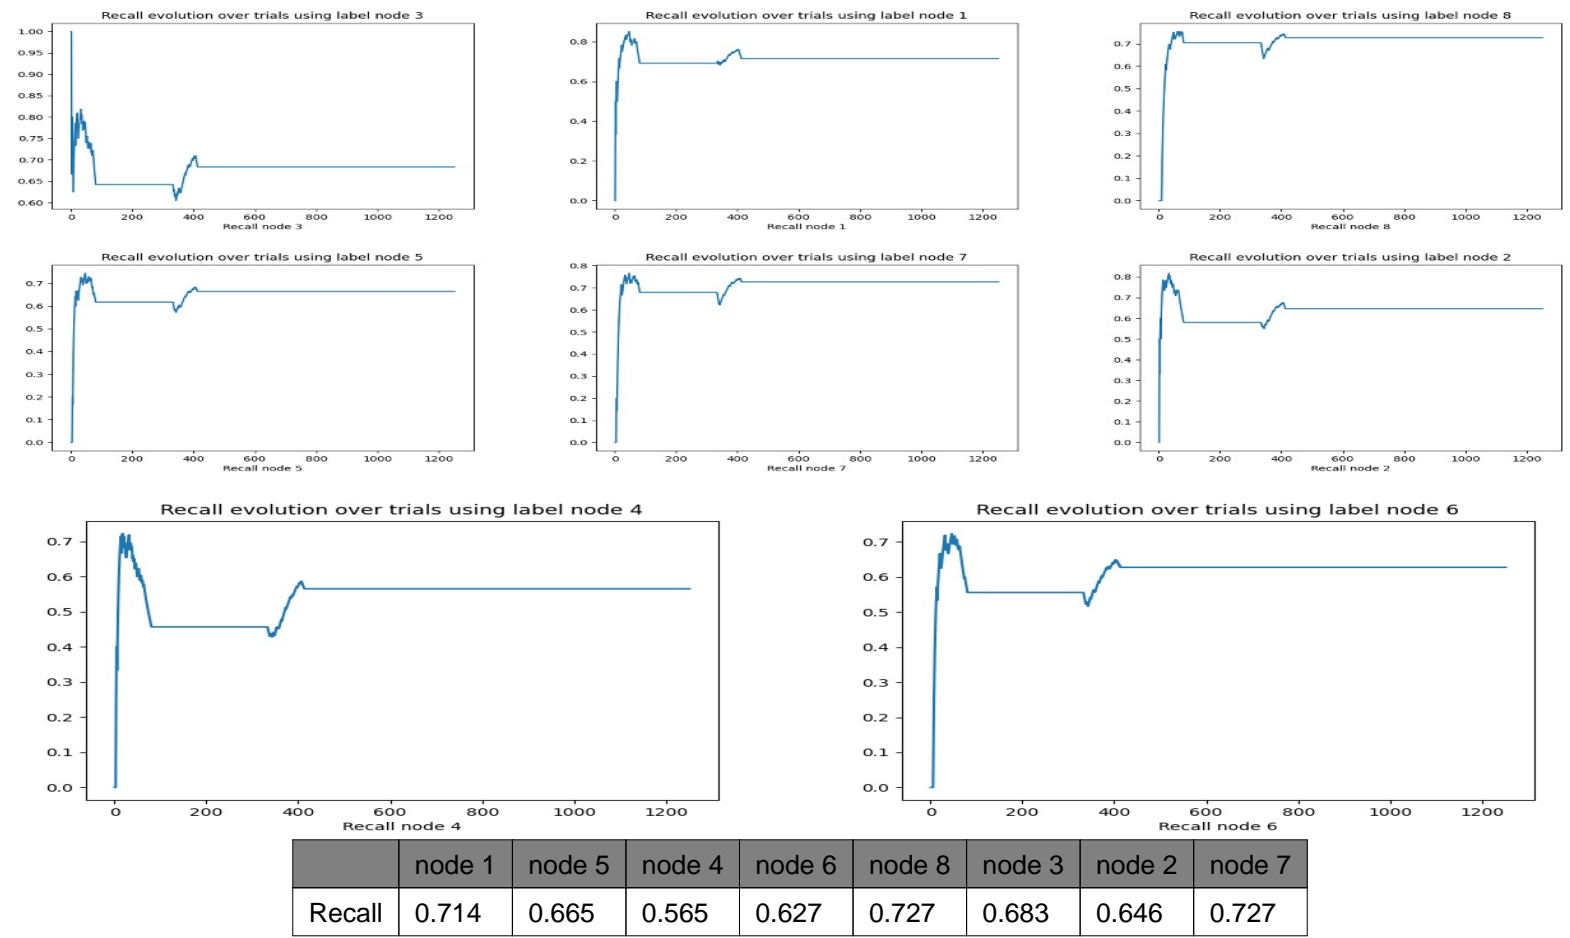 Recall evolution over trials using label node 3
1.00
0.95
0.90
0.85
0.80
0.75
0.70
0.65
0.60
0 200 400 600 800 1000 1200
Recall node 3
Recall evolution over trials using label node 1
0.8
0.6
0.4
0.2
0.0
0 200 400 600 800 1000 1200
Recall node 1
Recall evolution over trials using label node 8
0.7
0.6
0.5
0.4
0.3
0.2
0.1
0.0
0 200 400 600 800 1000 1200
Recall node 8
Recall evolution over trials using label node 5
0.7
0.6
0.5
0.4
0.3
0.2
0.1
0.0
0 200 400 600 800 1000 1200
Recall node 5
Recall evolution over trials using label node 7
0.8
0.7
0.6
0.5
0.4
0.3
0.2
0.1
0.0
0 200 400 600 800 1000 1200
Recall node 7
Recall evolution over trials using label node 2
0.8
0.7
0.6
0.5
0.4
0.3
0.2
0.1
0.0
0 200 400 600 800 1000 1200
Recall node 2
Recall evolution over trials using label node 4
0.7
0.6
0.5
0.4
0.3
0.2
0.1
0.0
0 200 400 600 800 1000 1200
Recall node 4
Recall evolution over trials using label node 6
0.7
0.6
0.5
0.4
0.3
0.2
0.1
0.0
0 200 400 600 800 1000 1200
Recall node 6
node 1 node 5 node 4 node 6 node 8 node 3 node 2 node 7
Recall 0.714 0.665 0.565 0.627 0.727 0.683 0.646 0.727